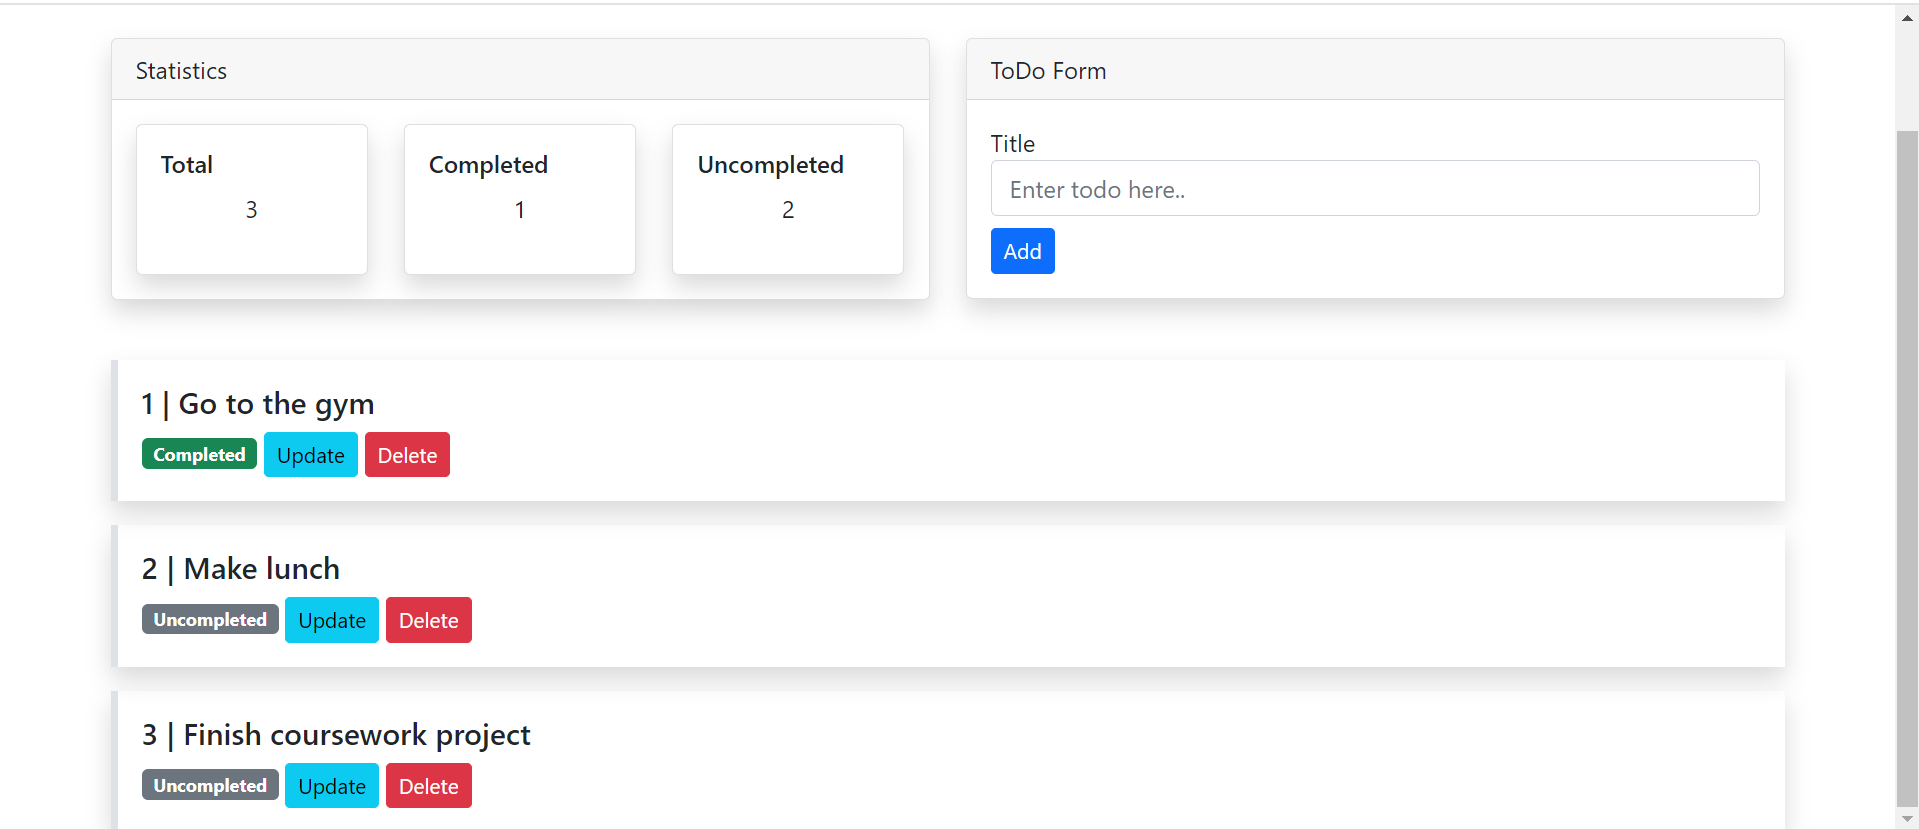 Statistics
Total
3
Completed
1
Uncompleted
2
ToDo Form
Title
Enter todo here..
Add
1 | Go to the gym
Completed Update Delete
2 | Make lunch
Uncompleted Update Delete
3 | Finish coursework project
Uncompleted Update Delete